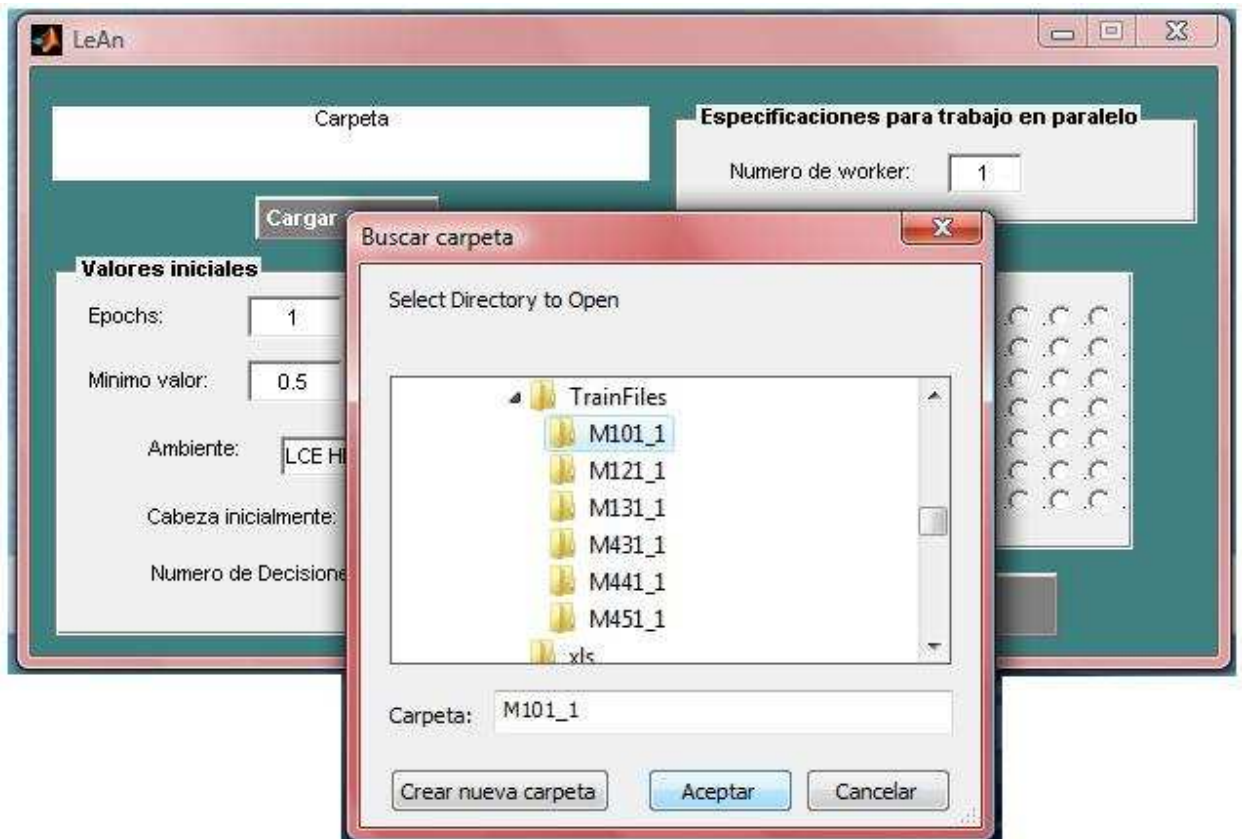 LeAn
Carpeta
Especificaciones para trabajo en paralelo
Numero de worker: 1
Cargar
Valores iniciales
Epochs: 1
Minimo valor: 0.5
Ambiente: LCE
Cabeza inicialmente:
Numero de Decisione
Buscar carpeta
Select Directory to Open
TrainFiles
M101_1
M121_1
M131_1
M431_1
M441_1
M451_1
xls
Carpeta: M101_1
Crear nueva carpeta Aceptar Cancelar